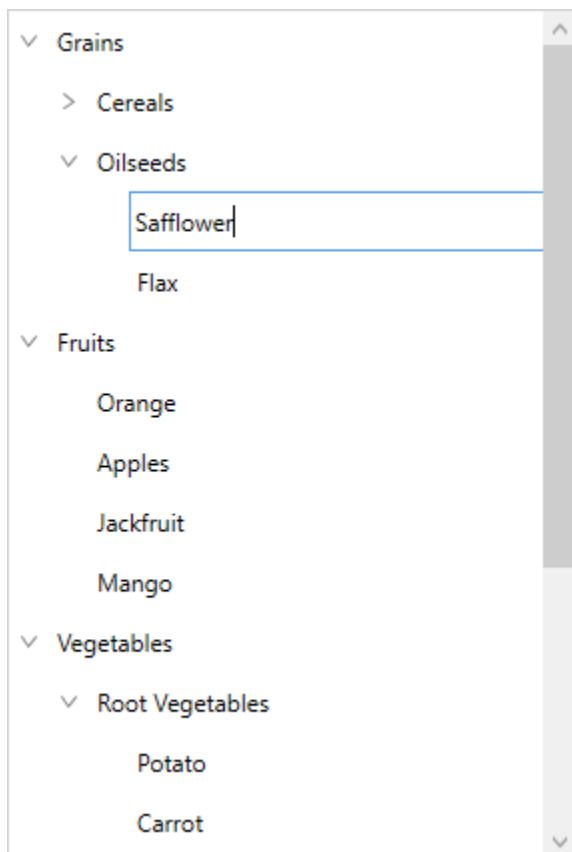 Grains
Cereals
Oilseeds
Safflower
Flax
Fruits
Orange
Apples
Jackfruit
Mango
Vegetables
Root Vegetables
Potato
Carrot